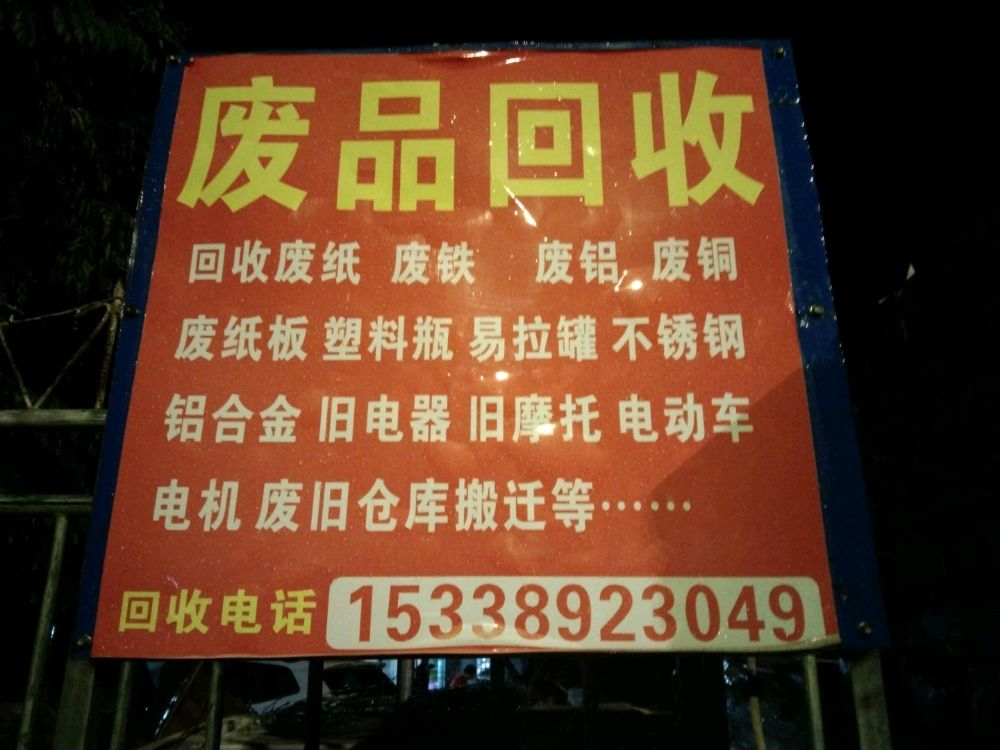 废品回收
回收废纸 废铁 废铝 废铜
废纸板 塑料瓶 易拉罐 不锈钢
铝合金 旧电器 旧摩托 电动车
电机 废旧仓库搬迁等……
回收电话 15338923049